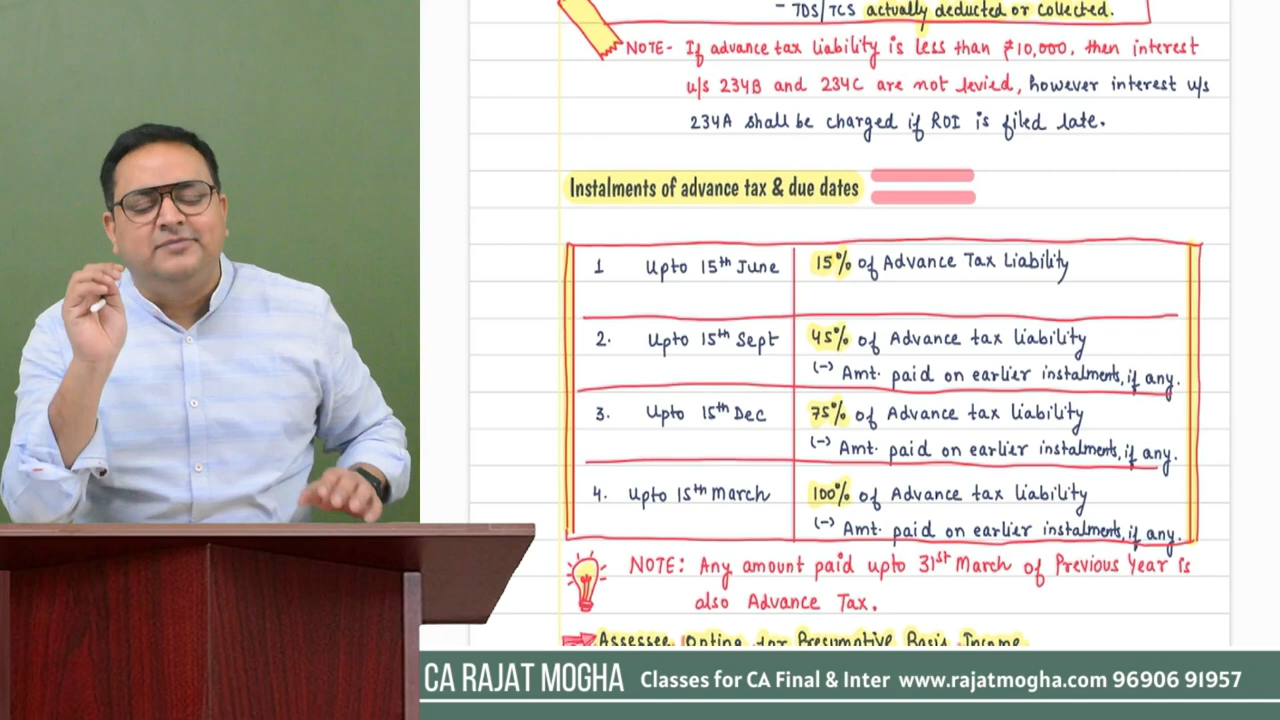 - TDS/TCS actually deducted or collected.
NOTE- If advance tax liability is less than ₹10,000, then interest
u/s 234B and 234C are not levied, however interest u/s
234A shall be charged if ROI is filed late.
Instalments of advance tax & due dates
1 Upto 15th June 15% of Advance Tax Liability
2. Upto 15th Sept 45% of Advance tax liability
(-) Amt. paid on earlier instalments, if any.
3. Upto 15th Dec 75% of Advance tax liability
(-) Amt. paid on earlier instalments, if any.
4. Upto 15th March 100% of Advance tax liability
(-) Amt. paid on earlier instalments, if any.
NOTE: Any amount paid upto 31st March of Previous Year is
also Advance Tax.
Assessee Opting for Presumptive Basis Income
CA RAJAT MOGHA Classes for CA Final & Inter www.rajatmogha.com 96906 91957